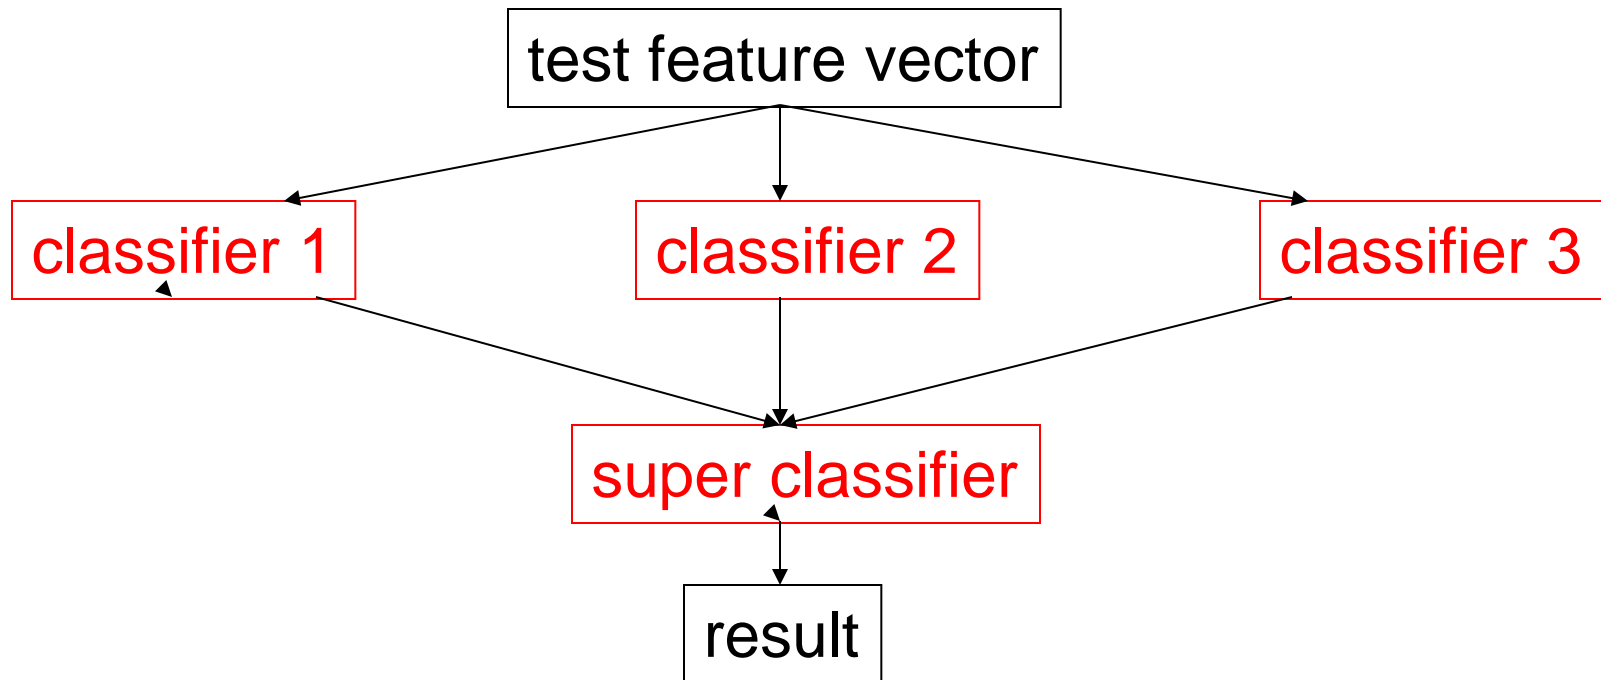 test feature vector
classifier 1
classifier 2
classifier 3
super classifier
result